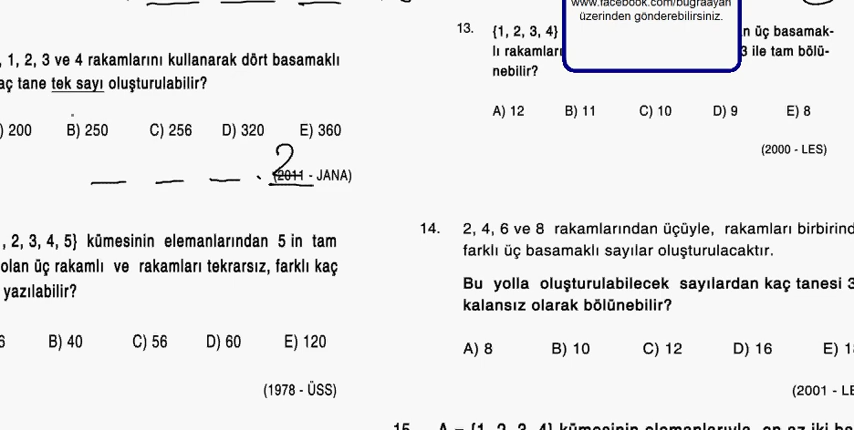 , 1, 2, 3 ve 4 rakamlarını kullanarak dört basamaklı
aç tane tek sayı oluşturulabilir?
) 200 B) 250 C) 256 D) 320 E) 360
2
(2011 - JANA)
, 2, 3, 4, 5} kümesinin elemanlarından 5 in tam
olan üç rakamlı ve rakamları tekrarsız, farklı kaç
yazılabilir?
6 B) 40 C) 56 D) 60 E) 120
(1978 - ÜSS)
www.facebook.com/bugraayan
üzerinden gönderebilirsiniz.
13. {1, 2, 3, 4} n üç basamak-
lı rakamları 3 ile tam bölü-
nebilir?
A) 12 B) 11 C) 10 D) 9 E) 8
(2000 - LES)
14. 2, 4, 6 ve 8 rakamlarından üçüyle, rakamları birbirind
farklı üç basamaklı sayılar oluşturulacaktır.
Bu yolla oluşturulabilecek sayılardan kaç tanesi 3
kalansız olarak bölünebilir?
A) 8 B) 10 C) 12 D) 16 E) 1
(2001 - LE
15. A = {1, 2, 3, 4} kümesinin elemanlarıyla, en az iki ba